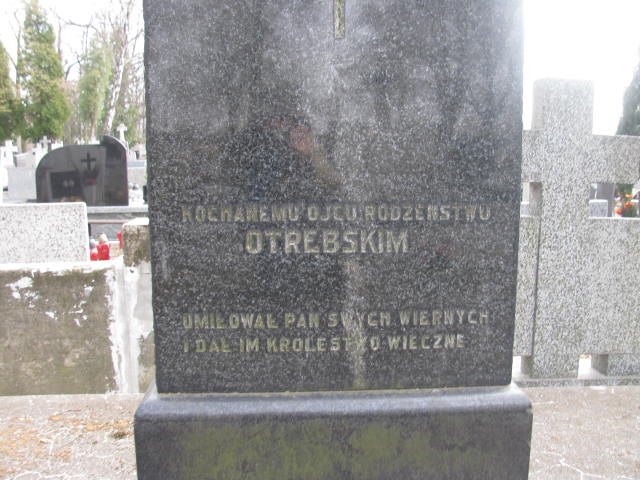 KOCHANEMU OJCU RODZEŃSTWU
OTRĘBSKIM
UMIŁOWAŁ PAN SWYCH WIERNYCH
I DAŁ IM KRÓLESTWO WIECZNE